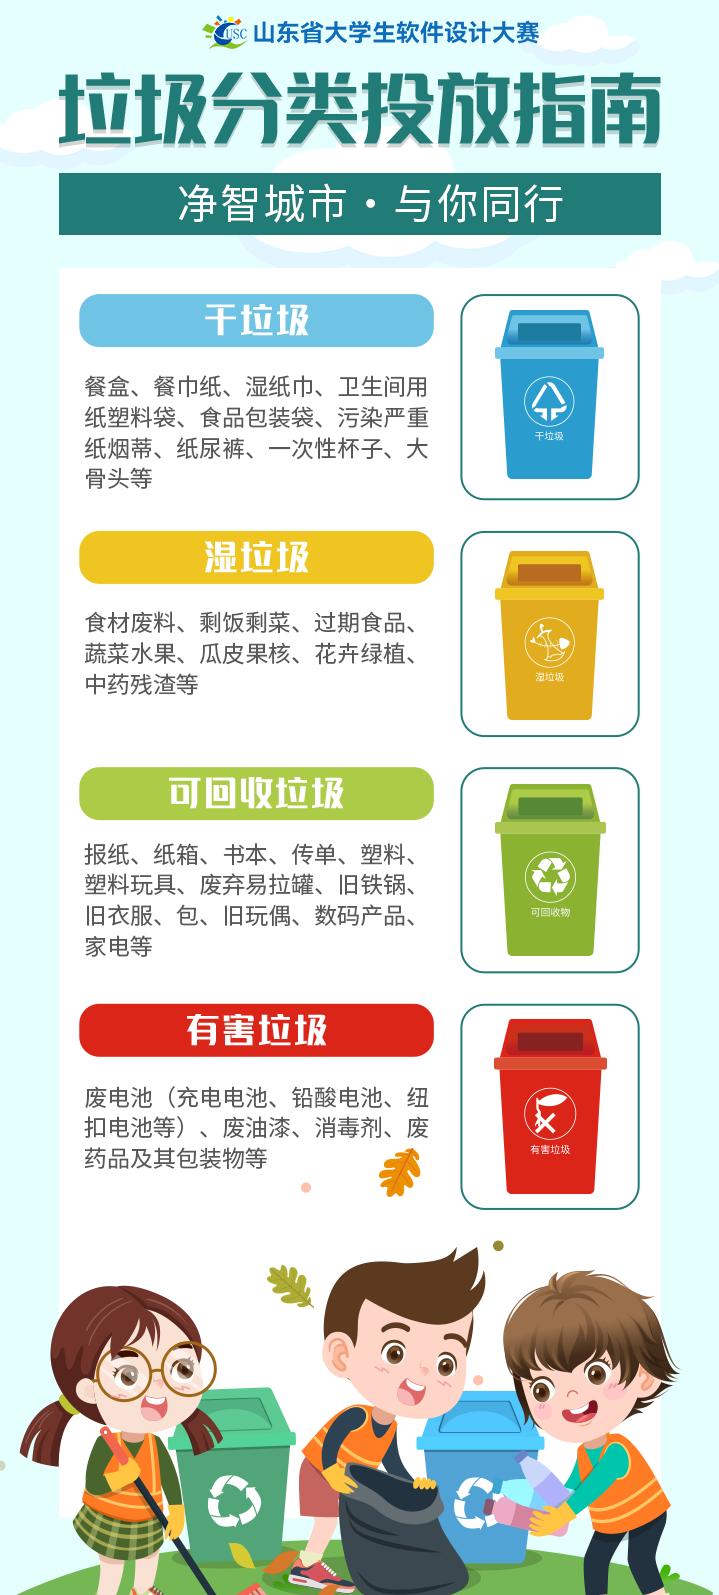 USC 山东省大学生软件设计大赛
垃圾分类投放指南
净智城市·与你同行
干垃圾
餐盒、餐巾纸、湿纸巾、卫生间用
纸塑料袋、食品包装袋、污染严重
纸烟蒂、纸尿裤、一次性杯子、大
骨头等
干垃圾
湿垃圾
食材废料、剩饭剩菜、过期食品、
蔬菜水果、瓜皮果核、花卉绿植、
中药残渣等
湿垃圾
可回收垃圾
报纸、纸箱、书本、传单、塑料、
塑料玩具、废弃易拉罐、旧铁锅、
旧衣服、包、旧玩偶、数码产品、
家电等
可回收物
有害垃圾
废电池（充电电池、铅酸电池、纽
扣电池等）、废油漆、消毒剂、废
药品及其包装物等
有害垃圾